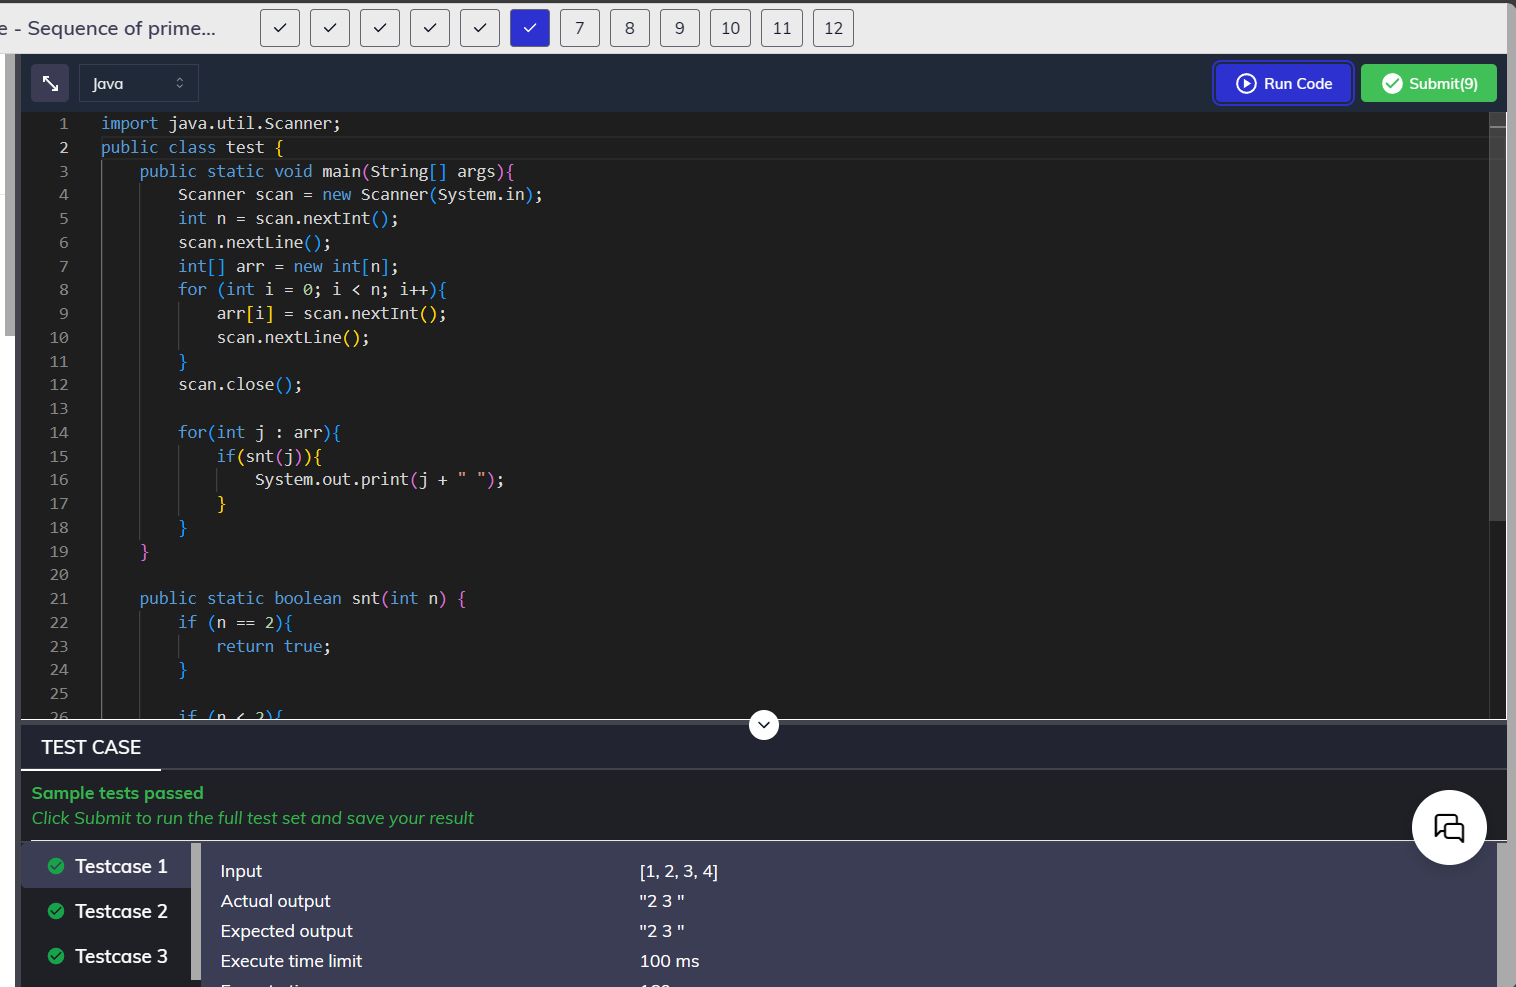 e - Sequence of prime...
7 8 9 10 11 12
Java
Run Code
Submit(9)
1 import java.util.Scanner;
2 public class test {
3 public static void main(String[] args){
4 Scanner scan = new Scanner(System.in);
5 int n = scan.nextInt();
6 scan.nextLine();
7 int[] arr = new int[n];
8 for (int i = 0; i < n; i++){
9 arr[i] = scan.nextInt();
10 scan.nextLine();
11 }
12 scan.close();
13
14 for(int j : arr){
15 if(snt(j)){
16 System.out.print(j + " ");
17 }
18 }
19 }
20
21 public static boolean snt(int n) {
22 if (n == 2){
23 return true;
24 }
25
26 if (n < 2){
TEST CASE
Sample tests passed
Click Submit to run the full test set and save your result
Testcase 1
Testcase 2
Testcase 3
Input [1, 2, 3, 4]
Actual output "2 3 "
Expected output "2 3 "
Execute time limit 100 ms